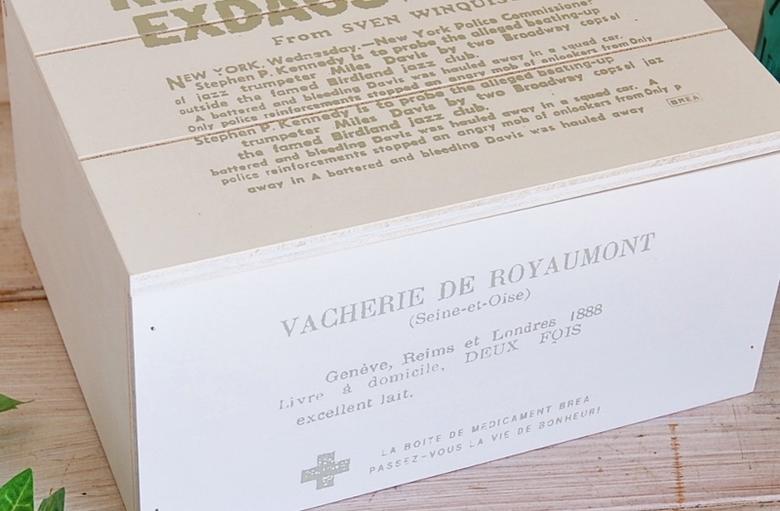 EXDAUS
From SVEN WINQUIS
NEW YORK, Wednesday.—New York Police Commissioner
Stephen P. Kennedy is to probe the alleged beating-up
of jazz trumpeter Miles Davis by two Broadway copsel
outside the famed Birdland jazz club.
A battered and bleeding Davis was hauled away in a squad car.
Only police reinforcements stopped an angry mob of onlookers fromOnly
Stephen P. Kennedy is to probe the alleged beating-up
trumpeter Miles Davis by two Broadway copsel jaz
the famed Birdland jazz club.
battered and bleeding Davis was hauled away in a squad car. A
police reinforcements stopped an angry mob of onlookers from Only p
away in A battered and bleeding Davis was hauled away
BREA
VACHERIE DE ROYAUMONT
(Seine-et-Oise)
Genève, Reims et Londres 1888
Livre à domicile, DEUX FOIS
excellent lait.
LA BOITE DE MEDICAMENT BREA
PASSEZ-VOUS LA VIE DE BONHEUR!